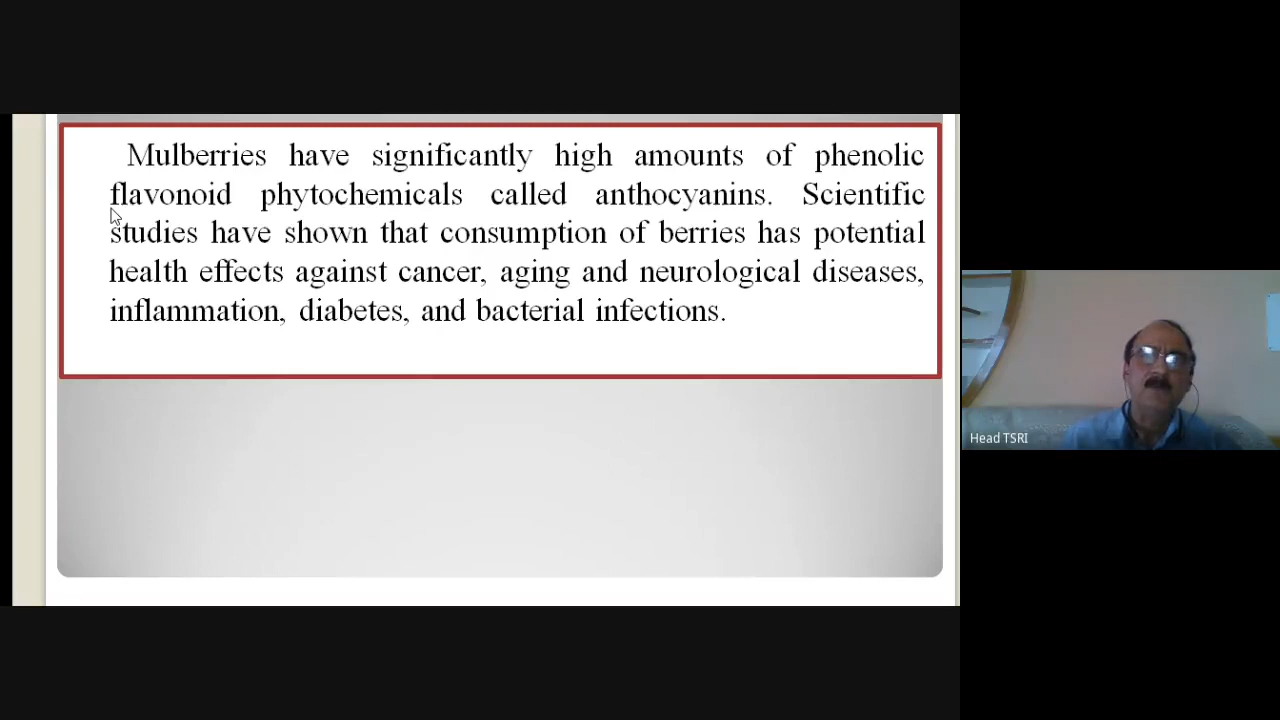 Mulberries have significantly high amounts of phenolic
flavonoid phytochemicals called anthocyanins. Scientific
studies have shown that consumption of berries has potential
health effects against cancer, aging and neurological diseases,
inflammation, diabetes, and bacterial infections.
Head TSRI